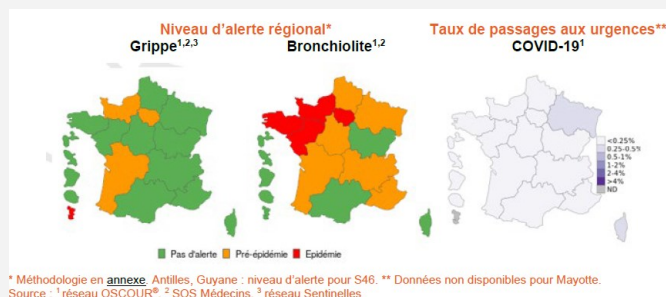 Niveau d’alerte régional*
Taux de passages aux urgences**
Grippe1,2,3
Bronchiolite1,2
COVID-191
<0.25%
0.25-0.5%
0.5-1%
1-2%
2-4%
>4%
ND
Pas d'alerte
Pré-épidémie
Epidémie
* Méthodologie en annexe. Antilles, Guyane : niveau d’alerte pour S46. ** Données non disponibles pour Mayotte.
Source : 1 réseau OSCOUR®, 2 SOS Médecins, 3 réseau Sentinelles